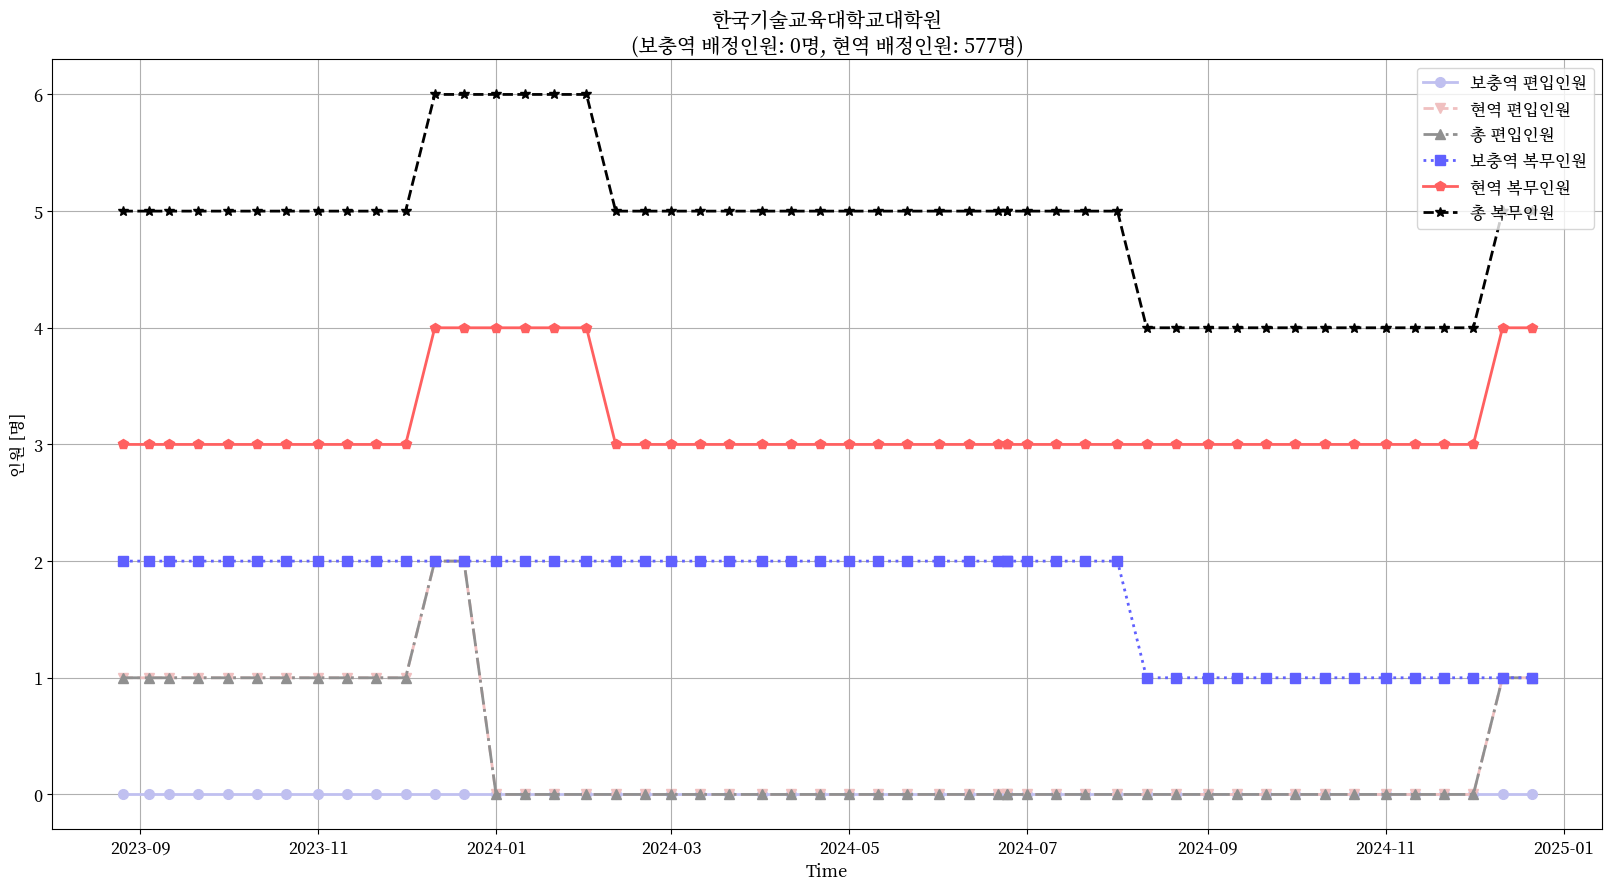 한국기술교육대학교대학원
(보충역 배정인원: 0명, 현역 배정인원: 577명)
보충역 편입인원
현역 편입인원
총 편입인원
보충역 복무인원
현역 복무인원
총 복무인원
인원 [명]
6
5
4
3
2
1
0
2023-09
2023-11
2024-01
2024-03
2024-05
2024-07
2024-09
2024-11
2025-01
Time